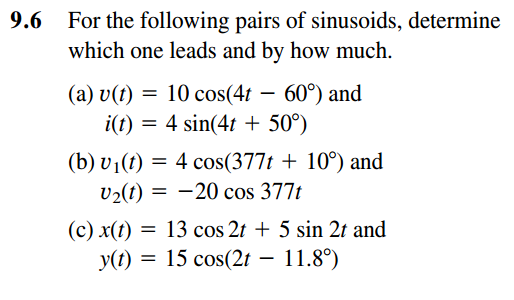 9.6 For the following pairs of sinusoids, determine
which one leads and by how much.
(a) v(t) = 10 cos(4t − 60°) and
i(t) = 4 sin(4t + 50°)
(b) v₁(t) = 4 cos(377t + 10°) and
v₂(t) = −20 cos 377t
(c) x(t) = 13 cos 2t + 5 sin 2t and
y(t) = 15 cos(2t − 11.8°)